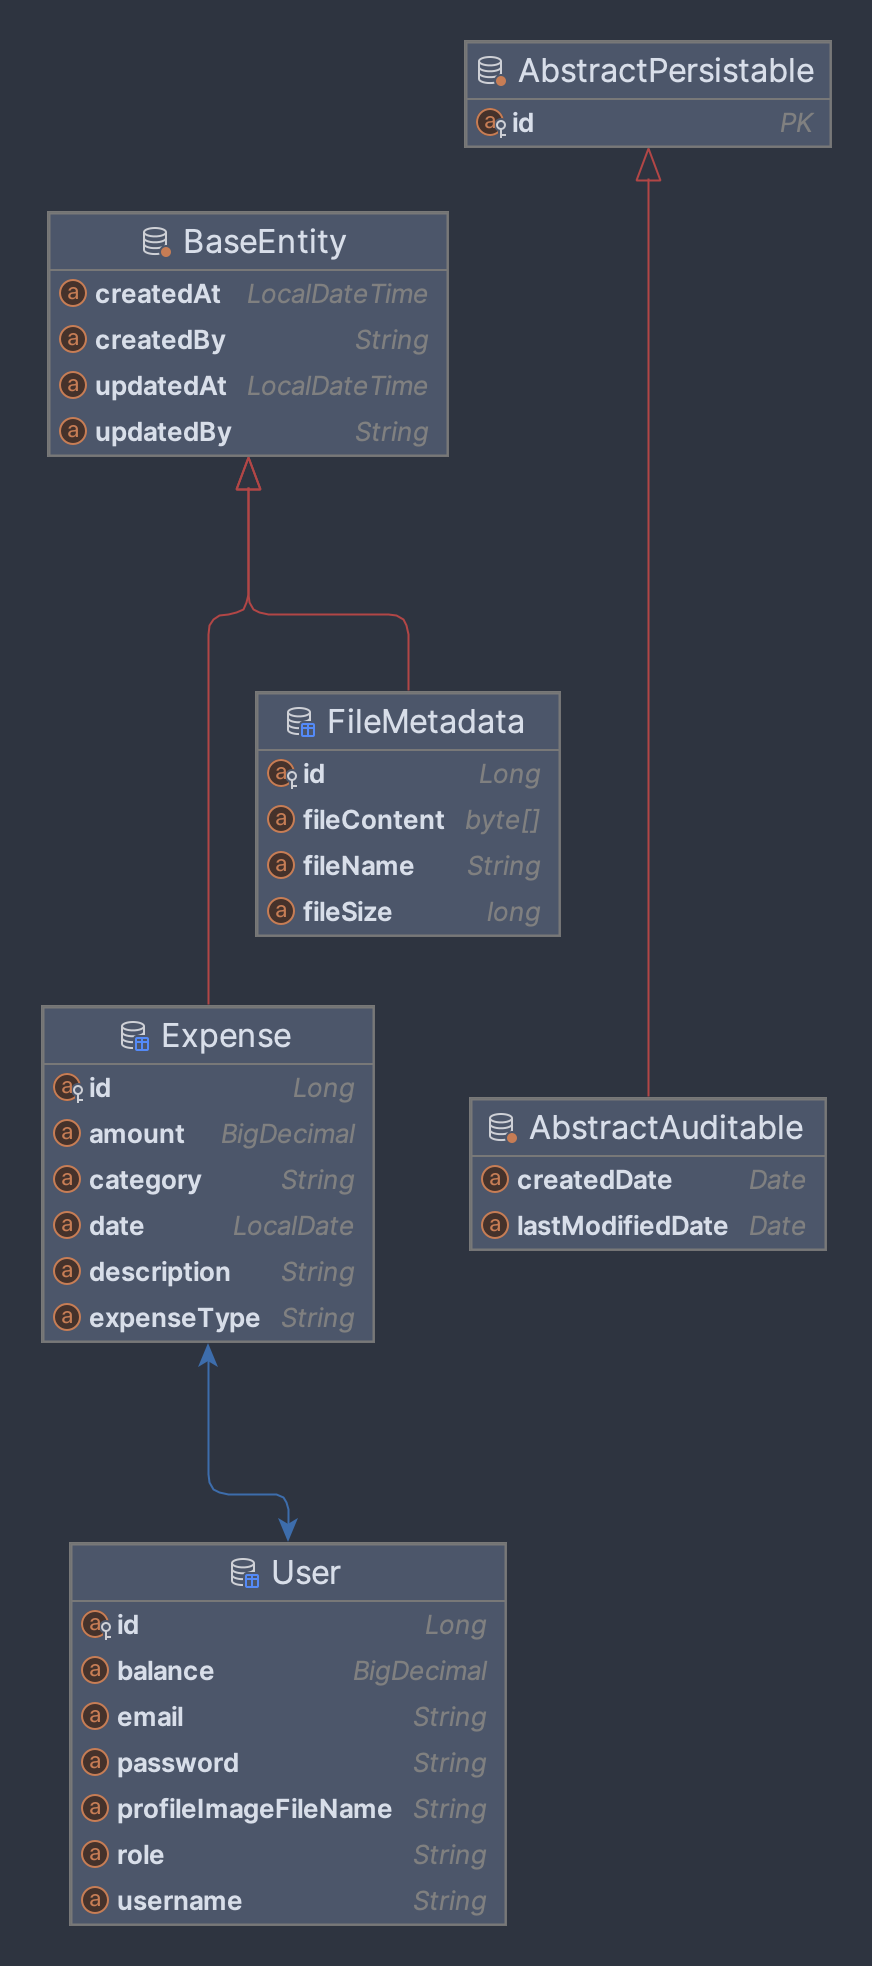 AbstractPersistable
id PK
BaseEntity
createdAt LocalDateTime
createdBy String
updatedAt LocalDateTime
updatedBy String
FileMetadata
id Long
fileContent byte[]
fileName String
fileSize long
Expense
id Long
amount BigDecimal
category String
date LocalDate
description String
expenseType String
AbstractAuditable
createdDate Date
lastModifiedDate Date
User
id Long
balance BigDecimal
email String
password String
profileImageFileName String
role String
username String